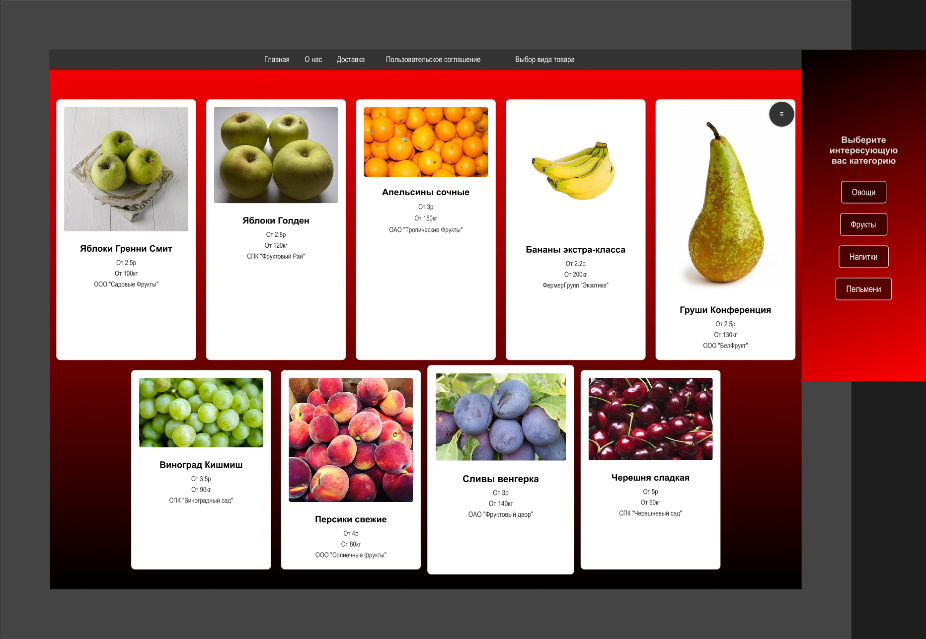 Главная
О нас
Доставка
Пользовательское соглашение
Выбор вида товара
Яблоки Гренни Смит
От 2.5р
От 100кг
ООО "Садовые Фрукты"
Яблоки Голден
От 2.8р
От 120кг
СПК "Фруктовый Рай"
Апельсины сочные
От 3р
От 150кг
ОАО "Тропические Фрукты"
Бананы экстра-класса
От 2.2р
От 200кг
ФермерГрупп "Экзотика"
Груши Конференция
От 2.5р
От 130кг
ООО "БелФрукт"
Виноград Кишмиш
От 3.5р
От 90кг
СПК "Виноградный сад"
Персики свежие
От 4р
От 80кг
ООО "Солнечные фрукты"
Сливы венгерка
От 3р
От 140кг
ОАО "Фруктовый двор"
Черешня сладкая
От 5р
СПК "Черешневый сад"
Выберите
интересующую
вас категорию
Овощи
Фрукты
Напитки
Пельмени